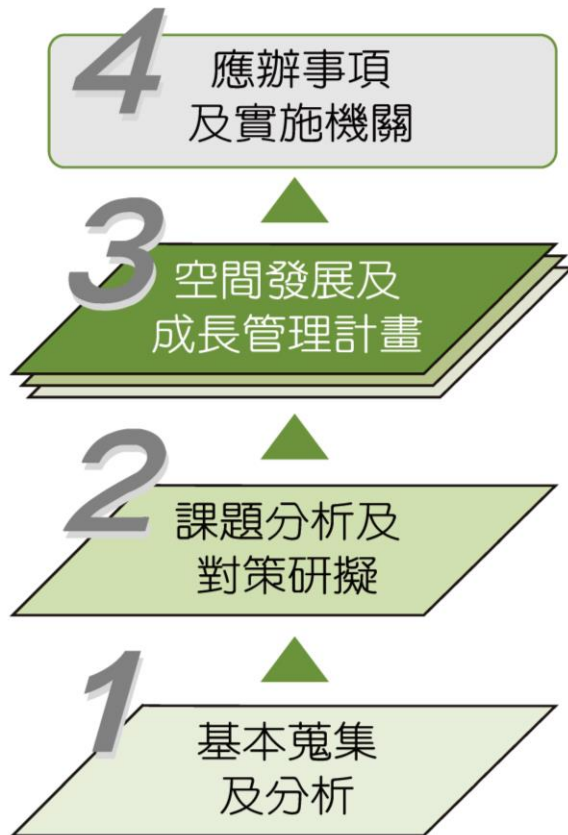 4
應辦事項
及實施機關
3
空間發展及
成長管理計畫
2
課題分析及
對策研擬
1
基本蒐集
及分析